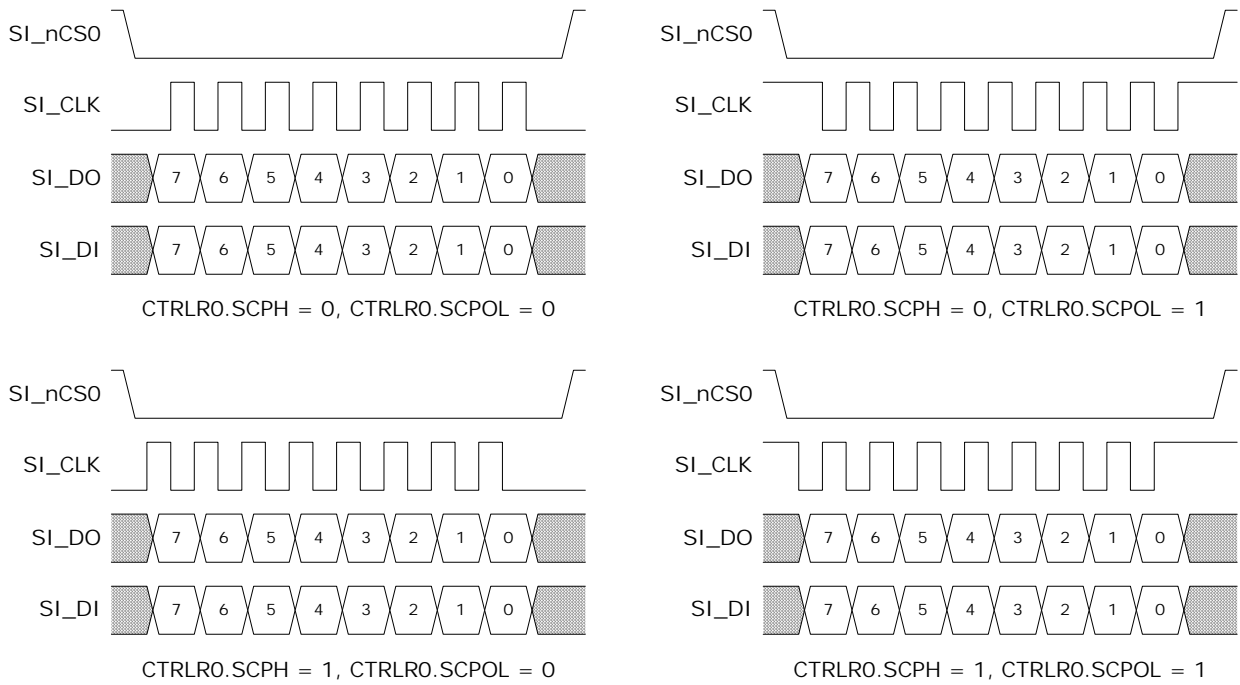 SI_nCS0
SI_CLK
SI_DO 7 6 5 4 3 2 1 0
SI_DI 7 6 5 4 3 2 1 0
CTRLR0.SCPH = 0, CTRLR0.SCPOL = 0
SI_nCS0
SI_CLK
SI_DO 7 6 5 4 3 2 1 0
SI_DI 7 6 5 4 3 2 1 0
CTRLR0.SCPH = 0, CTRLR0.SCPOL = 1
SI_nCS0
SI_CLK
SI_DO 7 6 5 4 3 2 1 0
SI_DI 7 6 5 4 3 2 1 0
CTRLR0.SCPH = 1, CTRLR0.SCPOL = 0
SI_nCS0
SI_CLK
SI_DO 7 6 5 4 3 2 1 0
SI_DI 7 6 5 4 3 2 1 0
CTRLR0.SCPH = 1, CTRLR0.SCPOL = 1